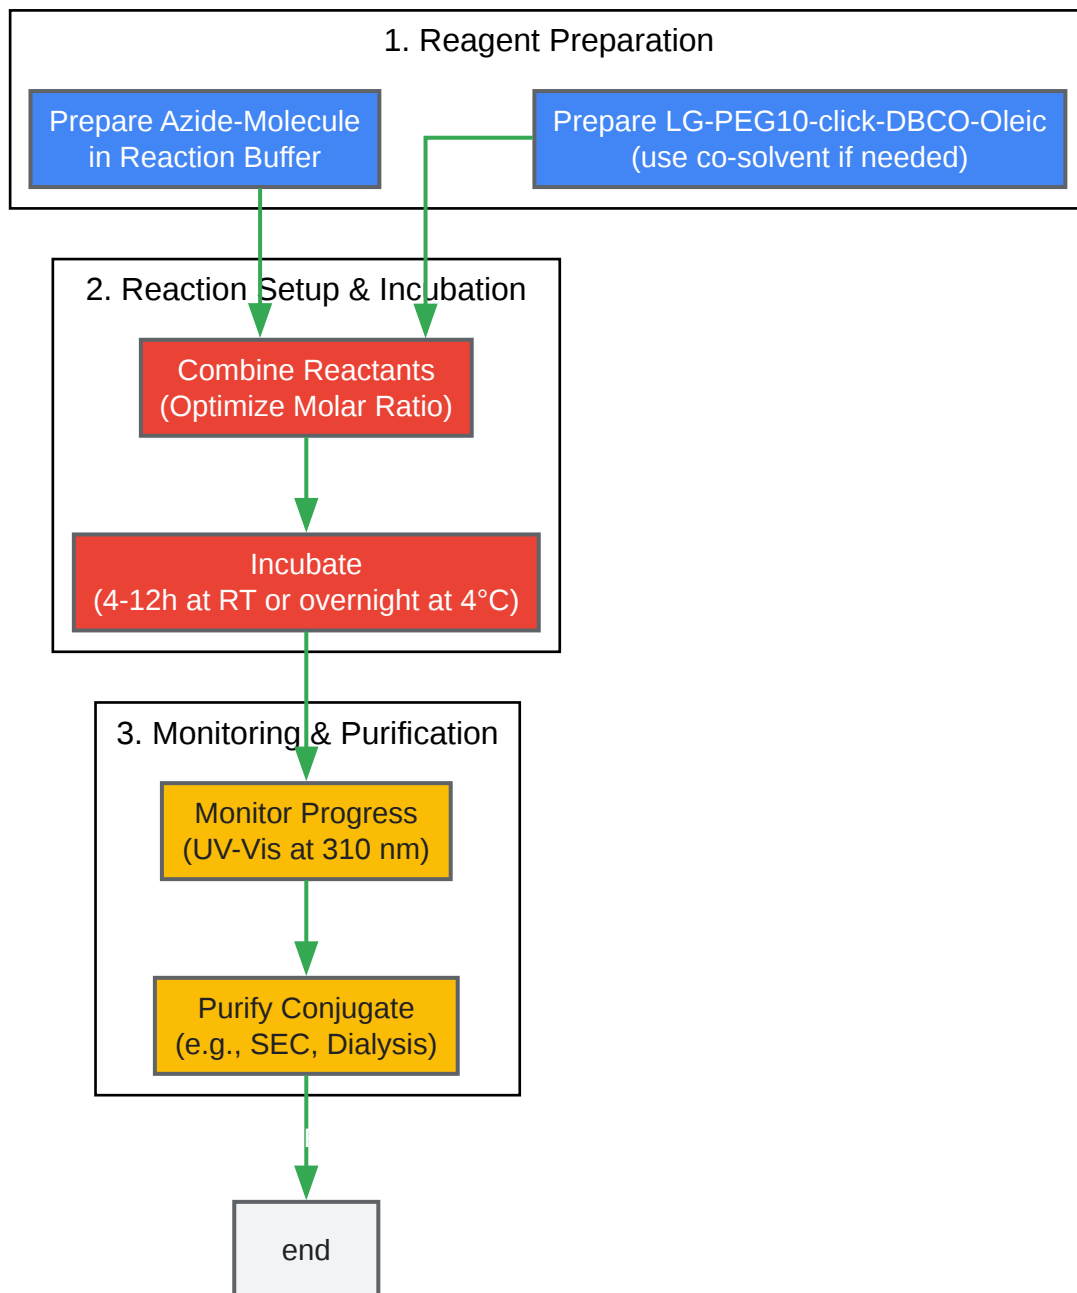 1. Reagent Preparation
Prepare Azide-Molecule
in Reaction Buffer
Prepare LG-PEG10-click-DBCO-Oleic
(use co-solvent if needed)
2. Reaction Setup & Incubation
Combine Reactants
(Optimize Molar Ratio)
Incubate
(4-12h at RT or overnight at 4°C)
3. Monitoring & Purification
Monitor Progress
(UV-Vis at 310 nm)
Purify Conjugate
(e.g., SEC, Dialysis)
end